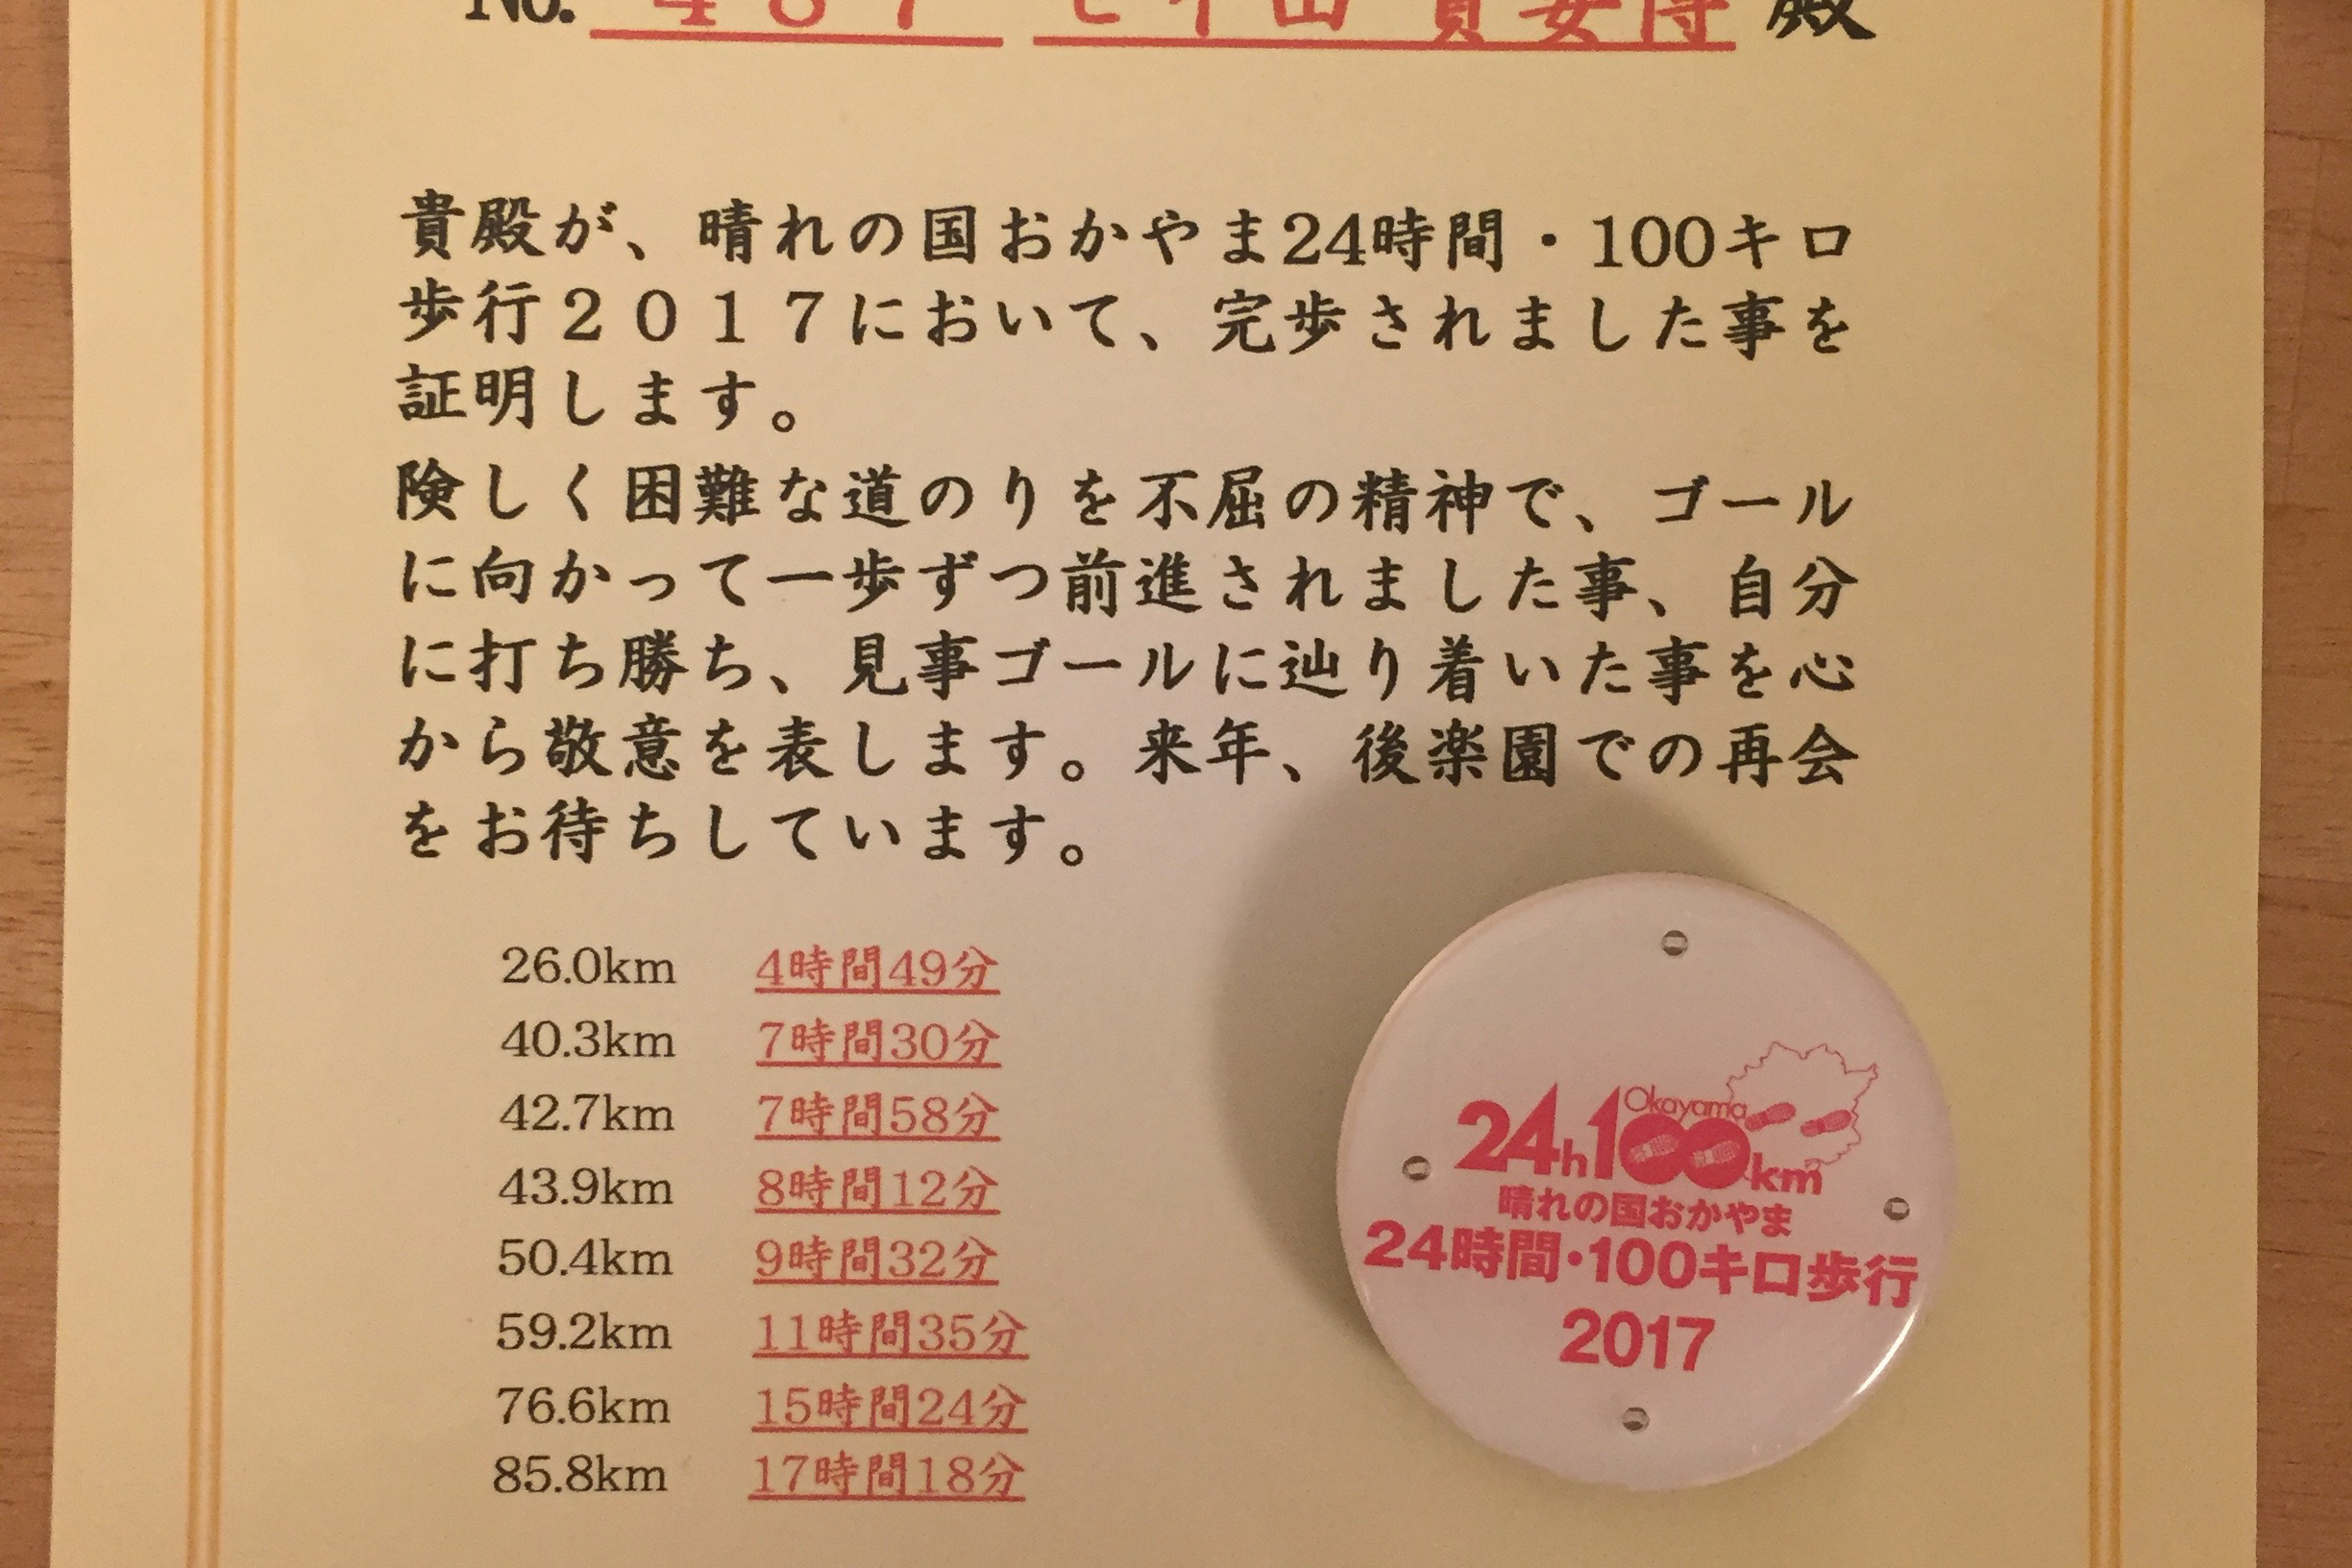 No. 殿
貴殿が、晴れの国おかやま24時間・100キロ
歩行２０１７において、完歩されました事を
証明します。
険しく困難な道のりを不屈の精神で、ゴール
に向かって一歩ずつ前進されました事、自分
に打ち勝ち、見事ゴールに辿り着いた事を心
から敬意を表します。来年、後楽園での再会
をお待ちしています。
26.0km 4時間49分
40.3km 7時間30分
42.7km 7時間58分
43.9km 8時間12分
50.4km 9時間32分
59.2km 11時間35分
76.6km 15時間24分
85.8km 17時間18分
Okayama
24h100km
晴れの国おかやま
24時間・100キロ歩行
2017